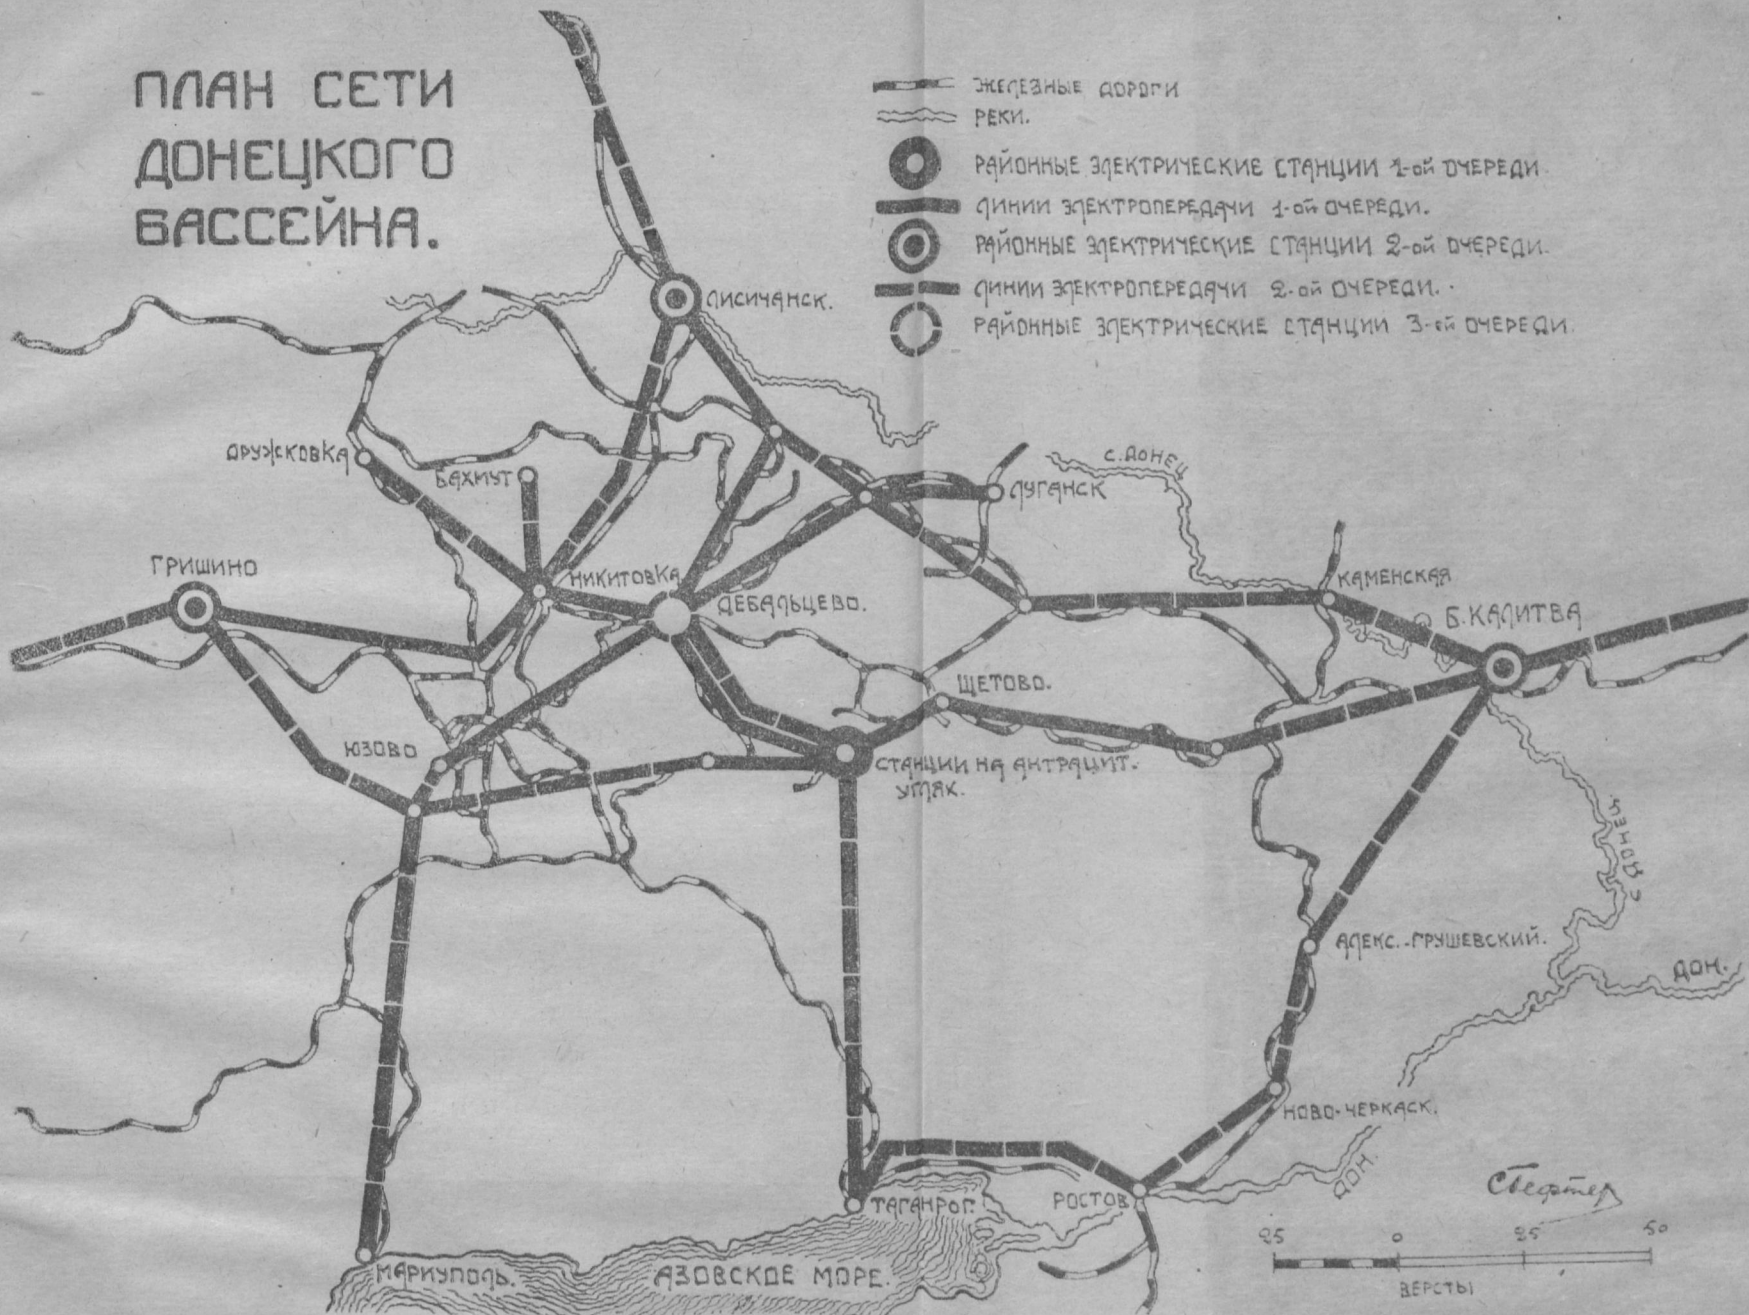 ПЛАН СЕТИ
ДОНЕЦКОГО
БАССЕЙНА.
ЖЕЛЕЗНЫЕ ДОРОГИ
РЕКИ.
РАЙОННЫЕ ЭЛЕКТРИЧЕСКИЕ СТАНЦИИ 1-ой ОЧЕРЕДИ
ЛИНИИ ЭЛЕКТРОПЕРЕДАЧИ 1-ой ОЧЕРЕДИ.
РАЙОННЫЕ ЭЛЕКТРИЧЕСКИЕ СТАНЦИИ 2-ой ОЧЕРЕДИ.
ЛИНИИ ЭЛЕКТРОПЕРЕДАЧИ 2-ой ОЧЕРЕДИ.
РАЙОННЫЕ ЭЛЕКТРИЧЕСКИЕ СТАНЦИИ 3-ей ОЧЕРЕДИ.
ЛИСИЧАНСК.
ДРУЖСКОВКА
БАХМУТ
С. ДОНЕЦ
ЛУГАНСК
ГРИШИНО
НИКИТОВКА
ДЕБАЛЬЦЕВО.
КАМЕНСКАЯ
Б. КАЛИТВА
ЩЕТОВО.
ЮЗОВО
СТАНЦИИ НА АНТРАЦИТ.
УГЛЯХ.
С. ДОНЕЦ
АЛЕКС.-ГРУШЕВСКИЙ.
ДОН.
НОВО-ЧЕРКАСК.
ДОН.
ТАГАНРОГ.
РОСТОВ
МАРИУПОЛЬ.
АЗОВСКОЕ МОРЕ.
25 0 25 50
ВЕРСТЫ